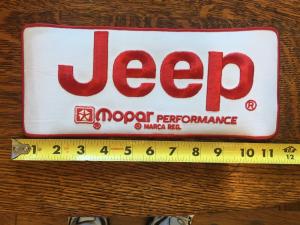 Jeep ®
mopar PERFORMANCE
® ® MARCA REG.
1 2 3 4 5 6 7 8 9 10 11 12